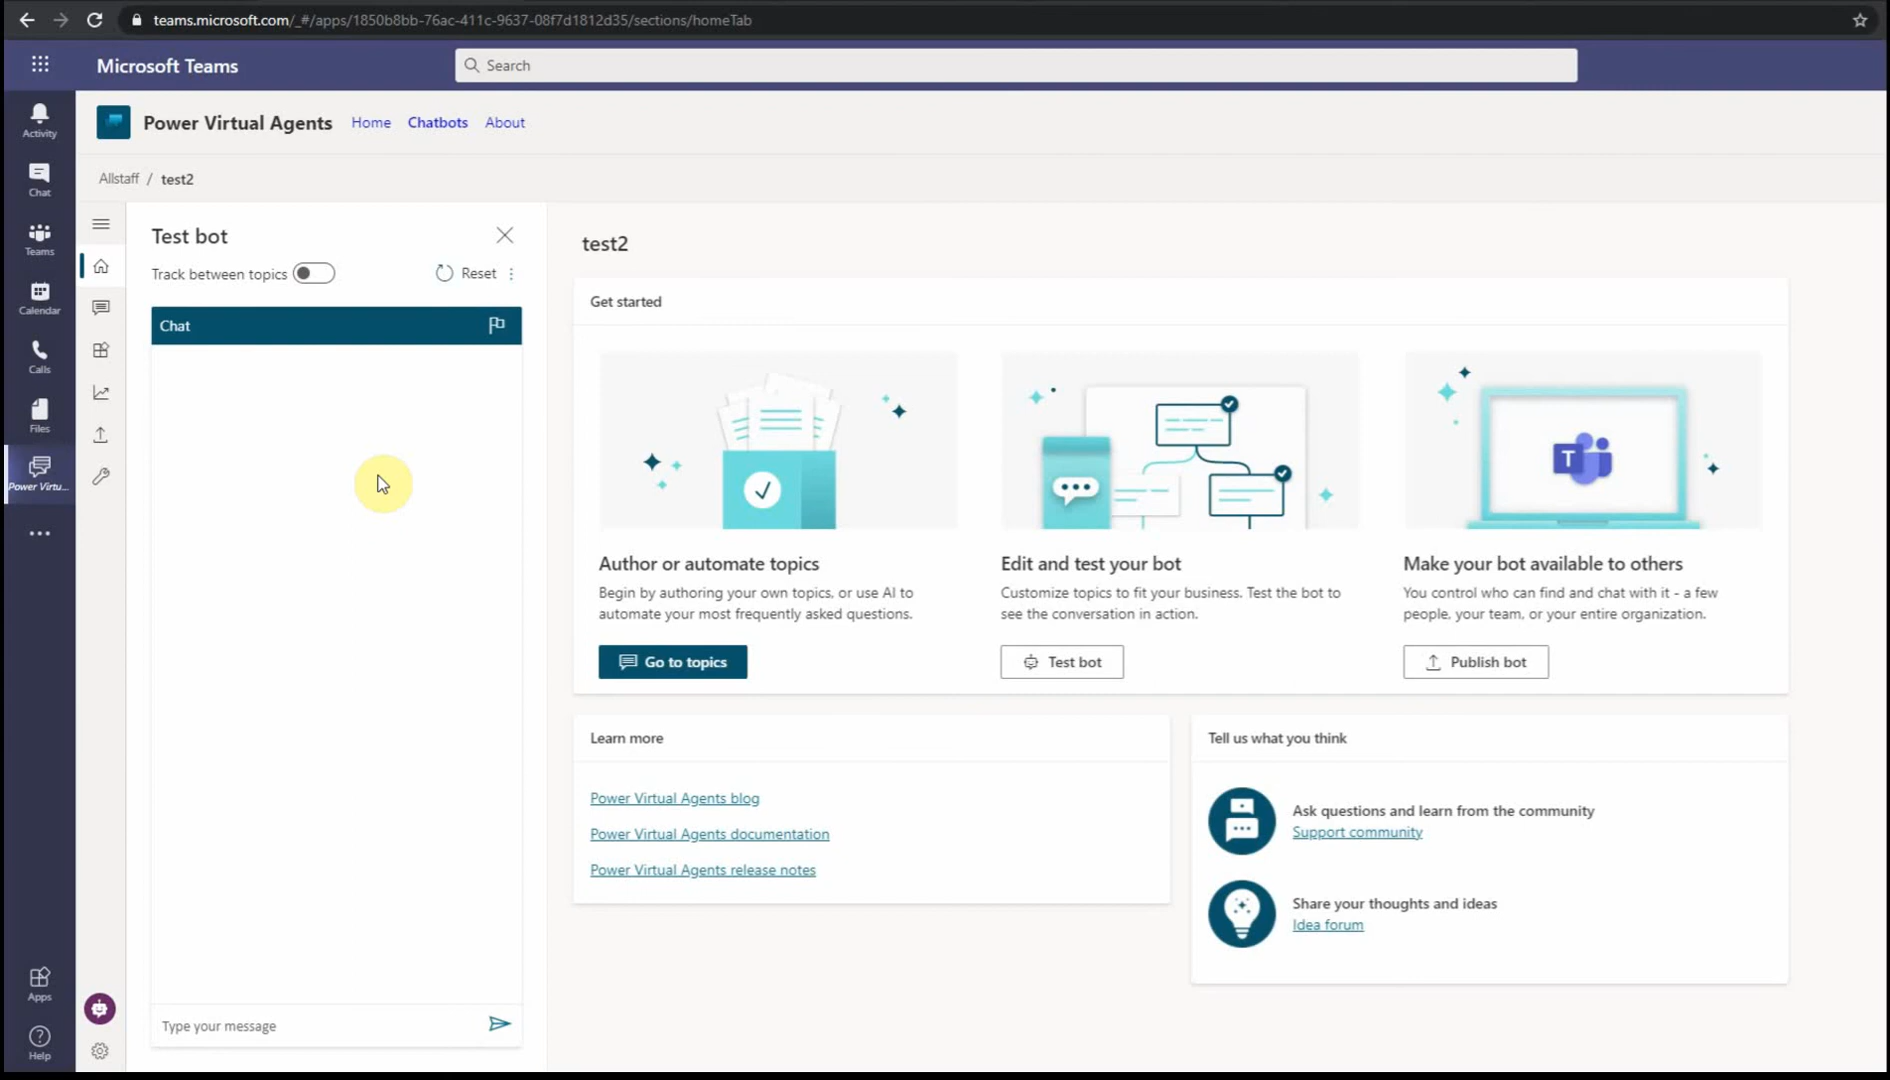 teams.microsoft.com/_#/apps/1850b8bb-76ac-411c-9637-08f7d1812d35/sections/homeTab
Microsoft Teams
Search
Activity
Chat
Teams
Calendar
Calls
Files
Power Virtu...
Apps
Help
Power Virtual Agents Home Chatbots About
Allstaff / test2
Test bot
Track between topics
Reset
Chat
Type your message
test2
Get started
T
Author or automate topics
Begin by authoring your own topics, or use AI to
automate your most frequently asked questions.
Go to topics
Edit and test your bot
Customize topics to fit your business. Test the bot to
see the conversation in action.
Test bot
Make your bot available to others
You control who can find and chat with it - a few
people, your team, or your entire organization.
Publish bot
Learn more
Power Virtual Agents blog
Power Virtual Agents documentation
Power Virtual Agents release notes
Tell us what you think
Ask questions and learn from the community
Support community
Share your thoughts and ideas
Idea forum